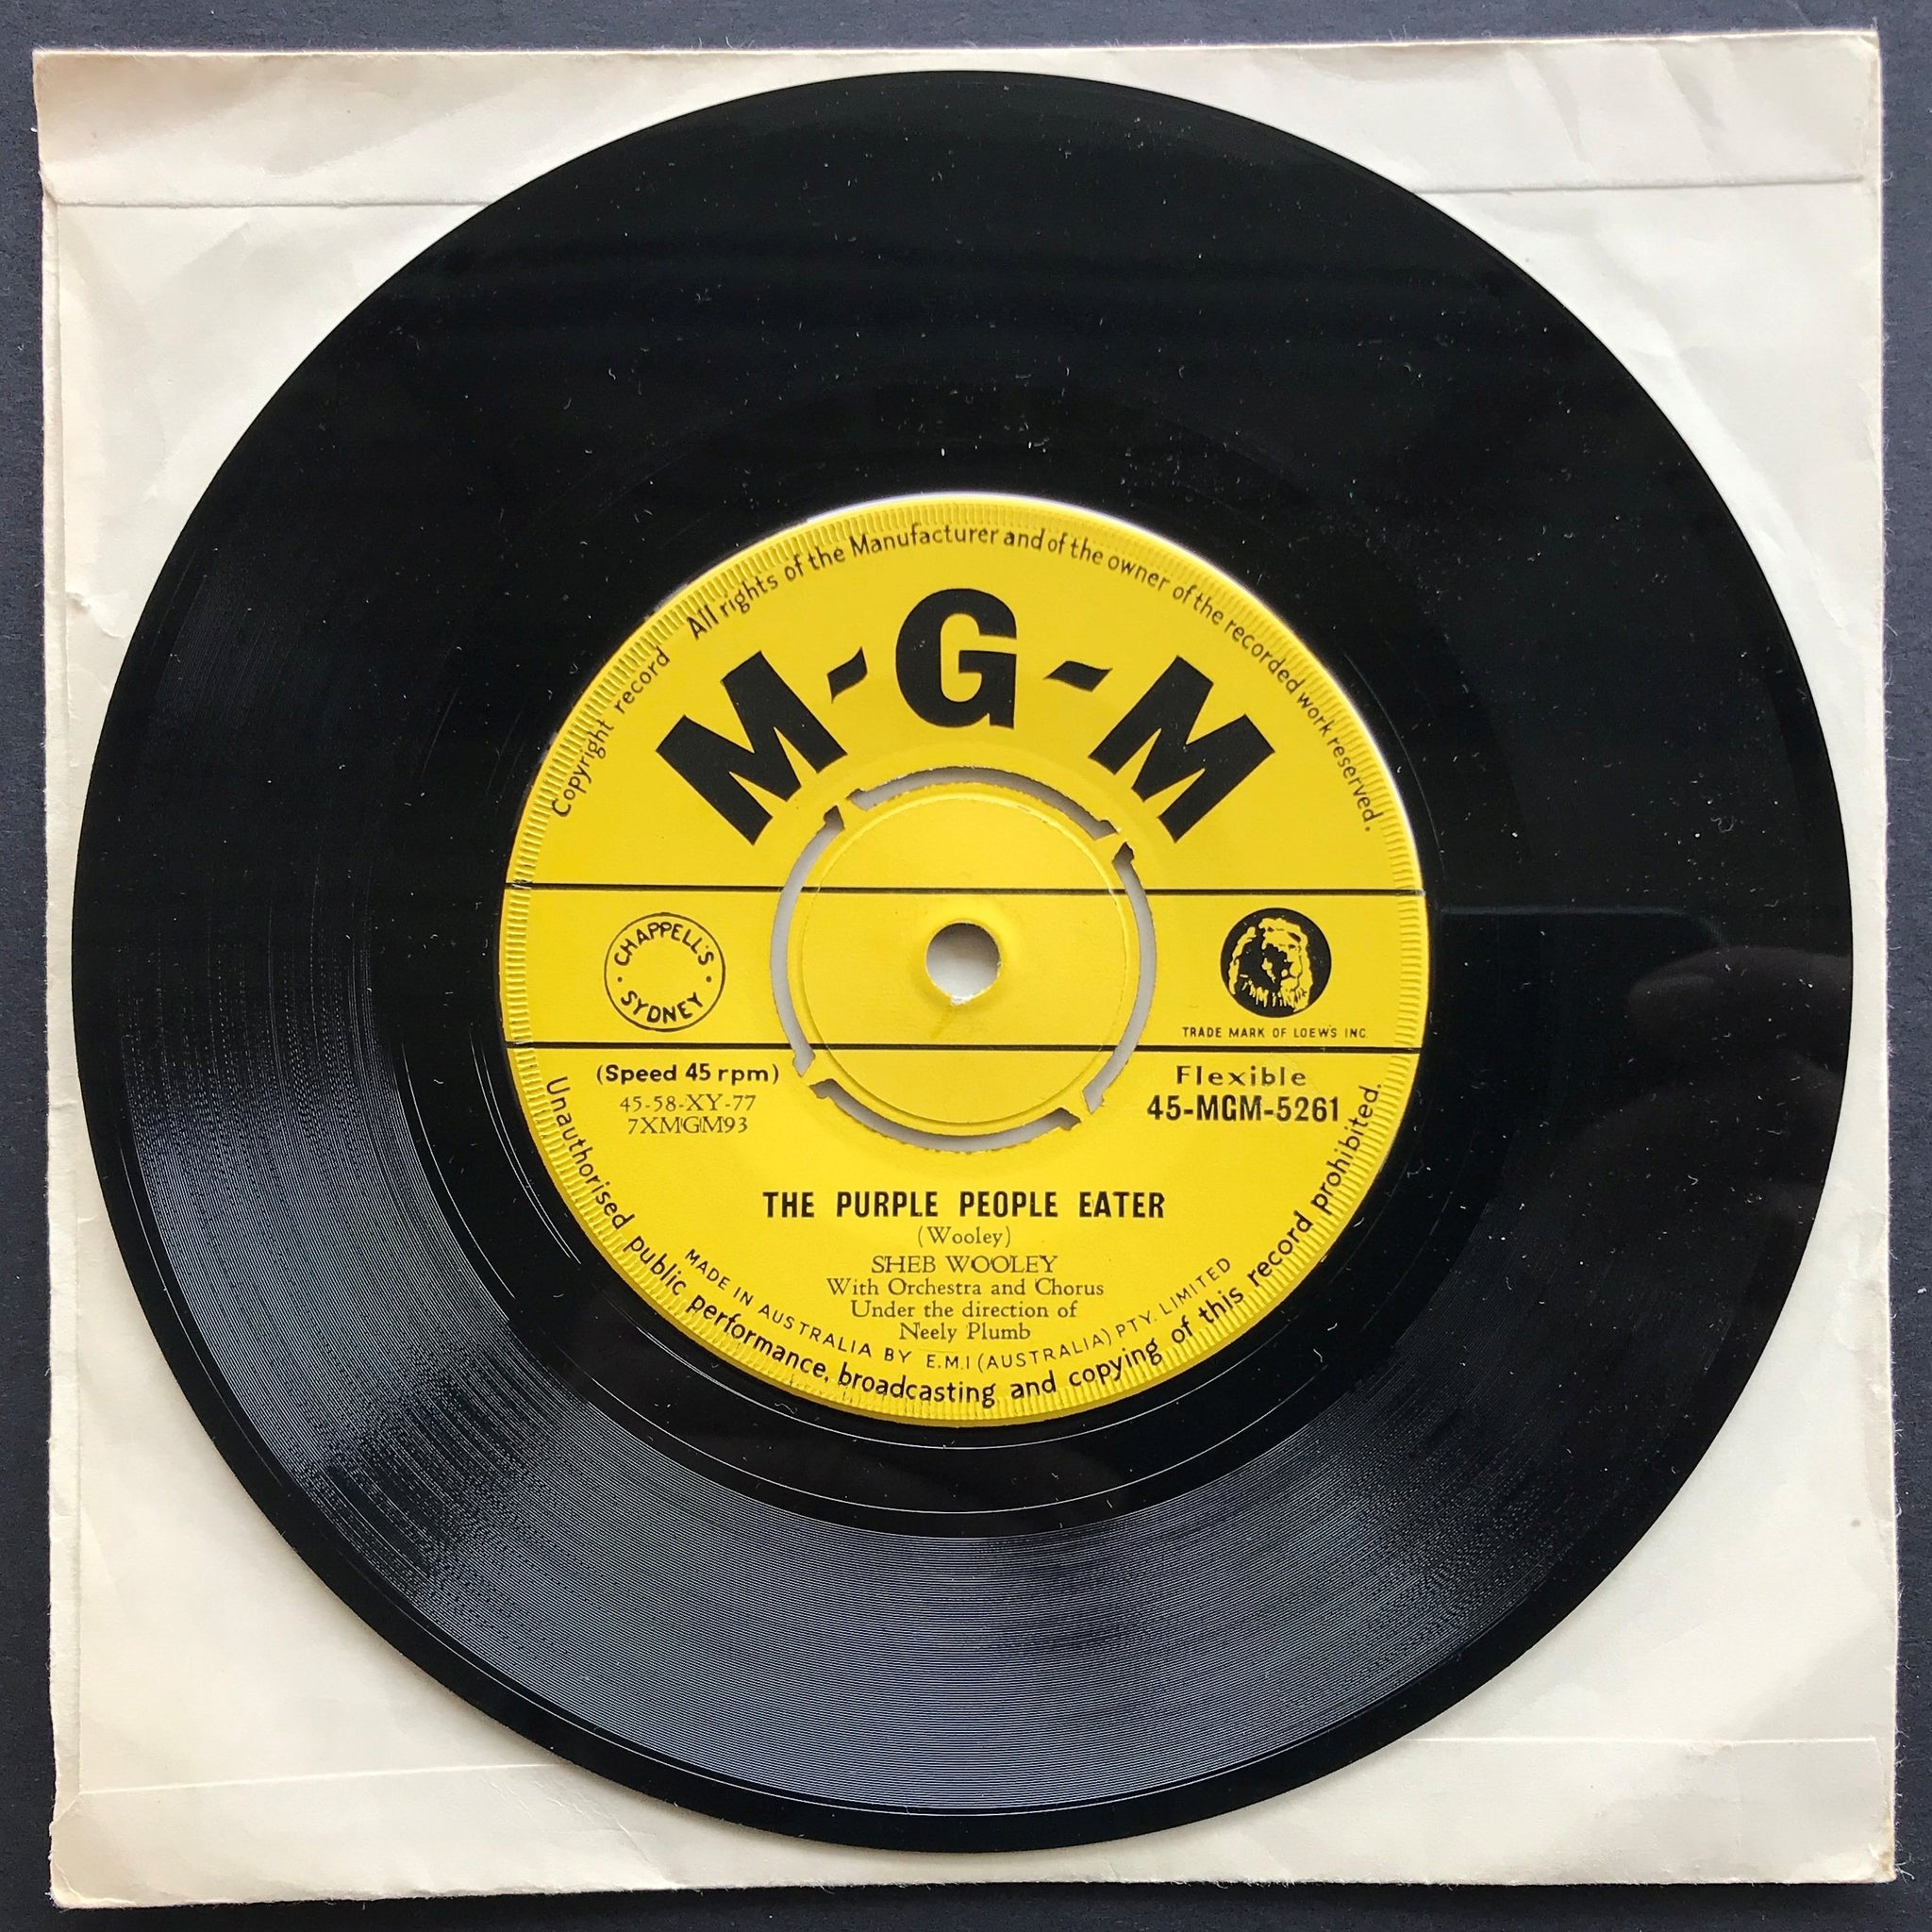 Copyright record All rights of the Manufacturer and of the owner of the recorded work reserved.
M-G-M
CHAPPELL'S
· SYDNEY ·
TRADE MARK OF LOEW'S INC.
(Speed 45 rpm)
45-58-XY-77
7XMGM93
Flexible
45-MGM-5261
THE PURPLE PEOPLE EATER
(Wooley)
SHEB WOOLEY
With Orchestra and Chorus
Under the direction of
Neely Plumb
MADE IN AUSTRALIA BY E.M.I (AUSTRALIA) PTY. LIMITED
Unauthorised public performance, broadcasting and copying of this record prohibited.